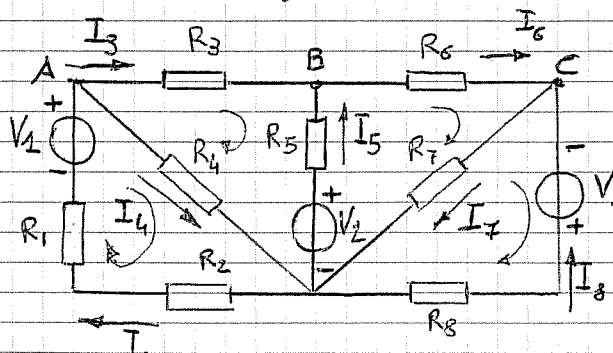 I3 R3 R6 I6
A B C
+
V1 R4 R5 I5 R7 -
- I4 + V2 I7 V
R1 - +
R2 R8 I8
I